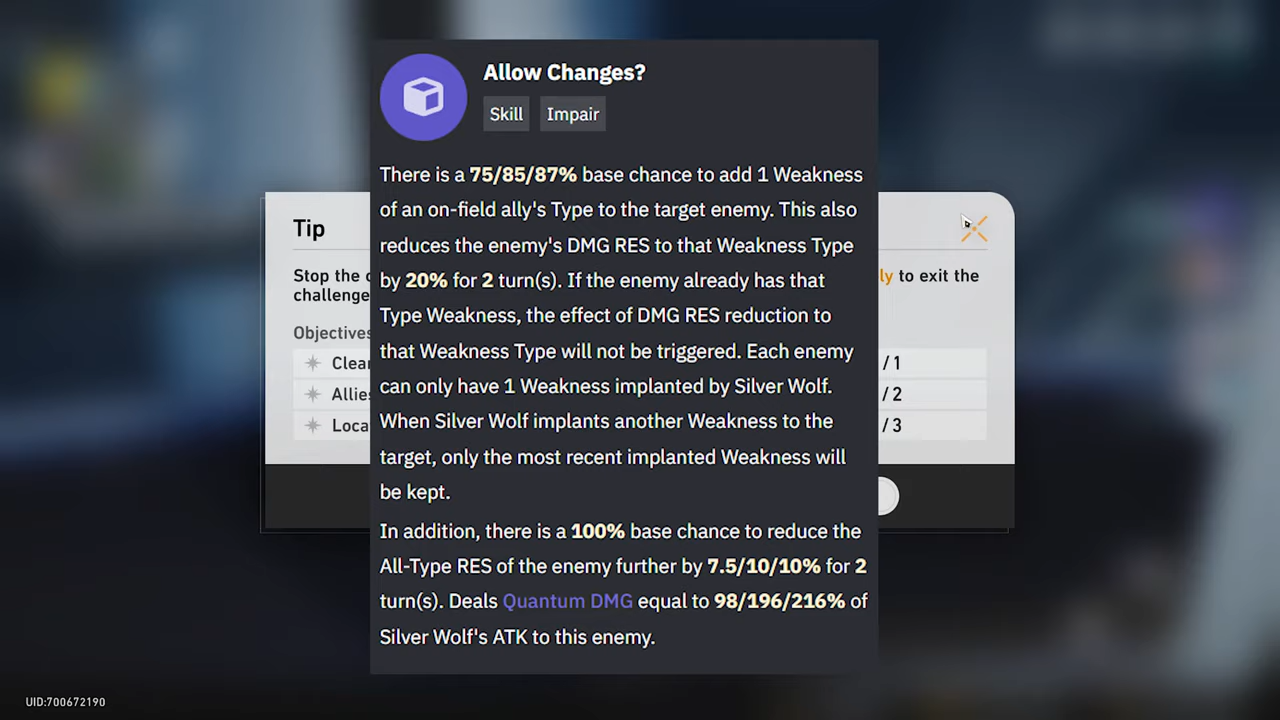 Allow Changes?
Skill Impair
There is a 75/85/87% base chance to add 1 Weakness
of an on-field ally's Type to the target enemy. This also
reduces the enemy's DMG RES to that Weakness Type
by 20% for 2 turn(s). If the enemy already has that
Type Weakness, the effect of DMG RES reduction to
that Weakness Type will not be triggered. Each enemy
can only have 1 Weakness implanted by Silver Wolf.
When Silver Wolf implants another Weakness to the
target, only the most recent implanted Weakness will
be kept.
In addition, there is a 100% base chance to reduce the
All-Type RES of the enemy further by 7.5/10/10% for 2
turn(s). Deals Quantum DMG equal to 98/196/216% of
Silver Wolf's ATK to this enemy.
Tip
Stop the
to exit the
challenge
Objectives
/ 1
Allies
/ 2
/ 3
UID:700672190